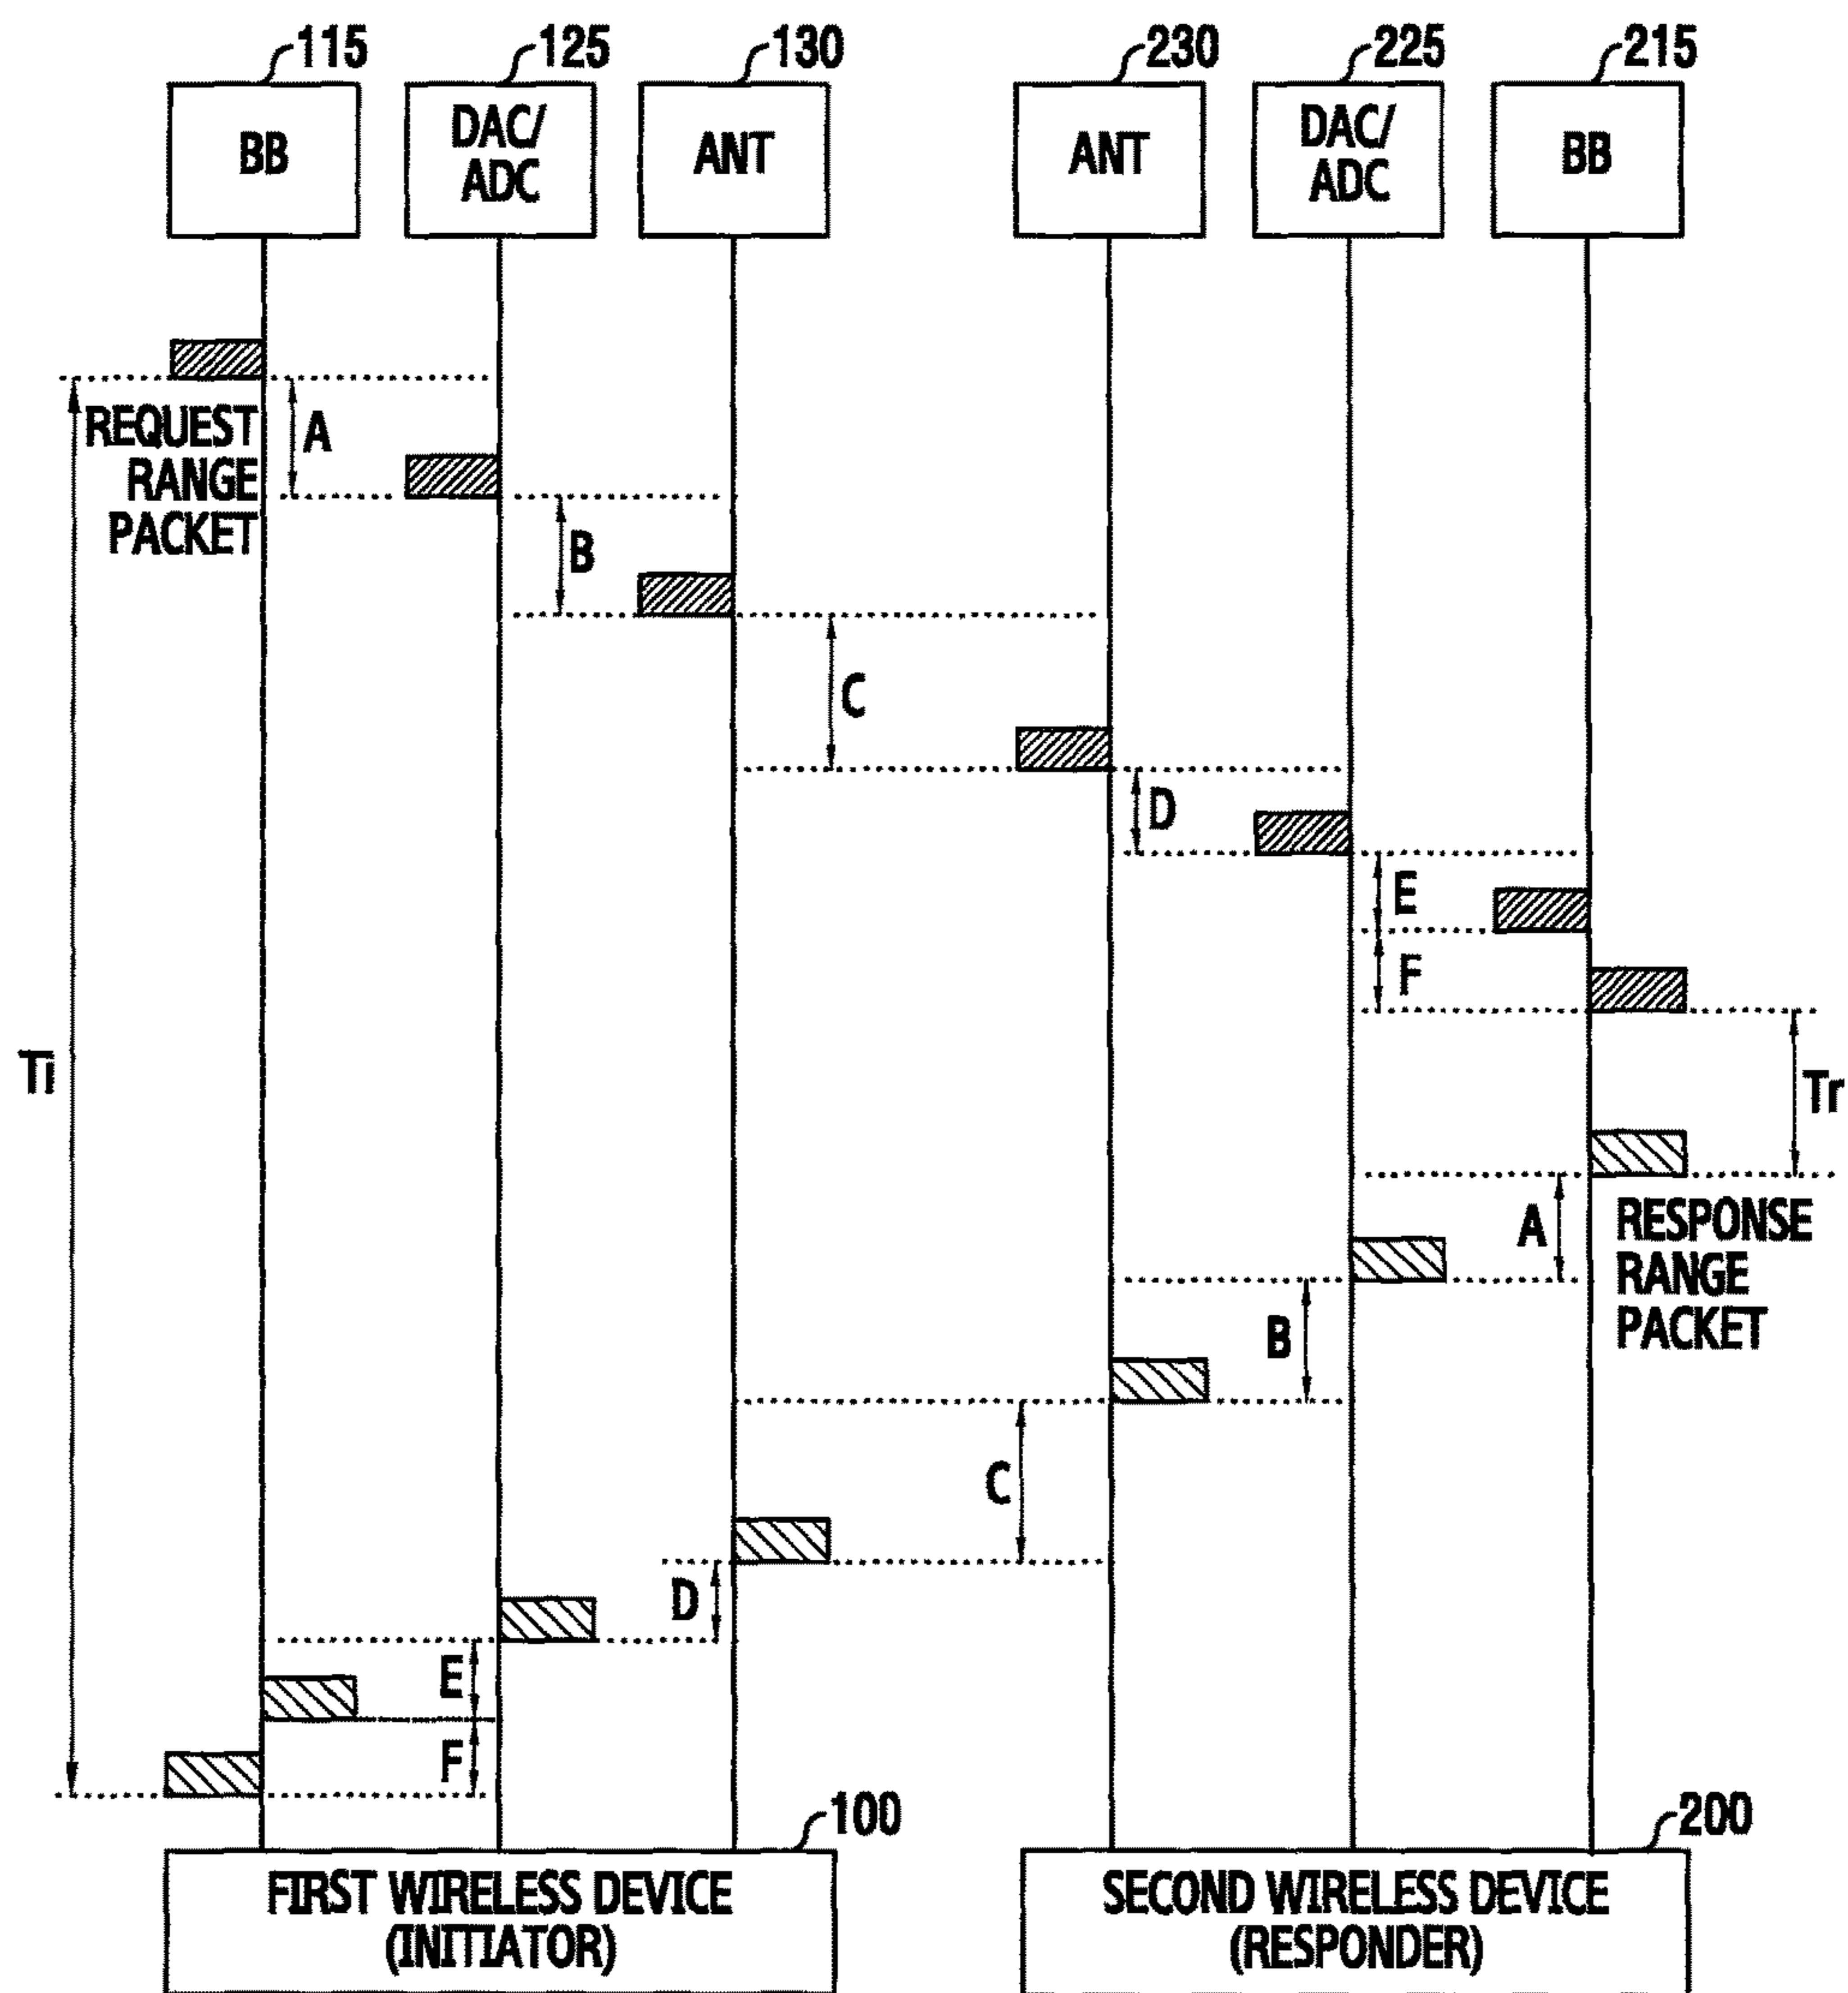 115
125
130
230
225
215
BB
DAC/
ADC
ANT
ANT
DAC/
ADC
BB
REQUEST
RANGE
PACKET
A
B
C
D
E
F
Ti
Tr
A
RESPONSE
RANGE
PACKET
B
C
D
E
F
100
200
FIRST WIRELESS DEVICE
(INITIATOR)
SECOND WIRELESS DEVICE
(RESPONDER)